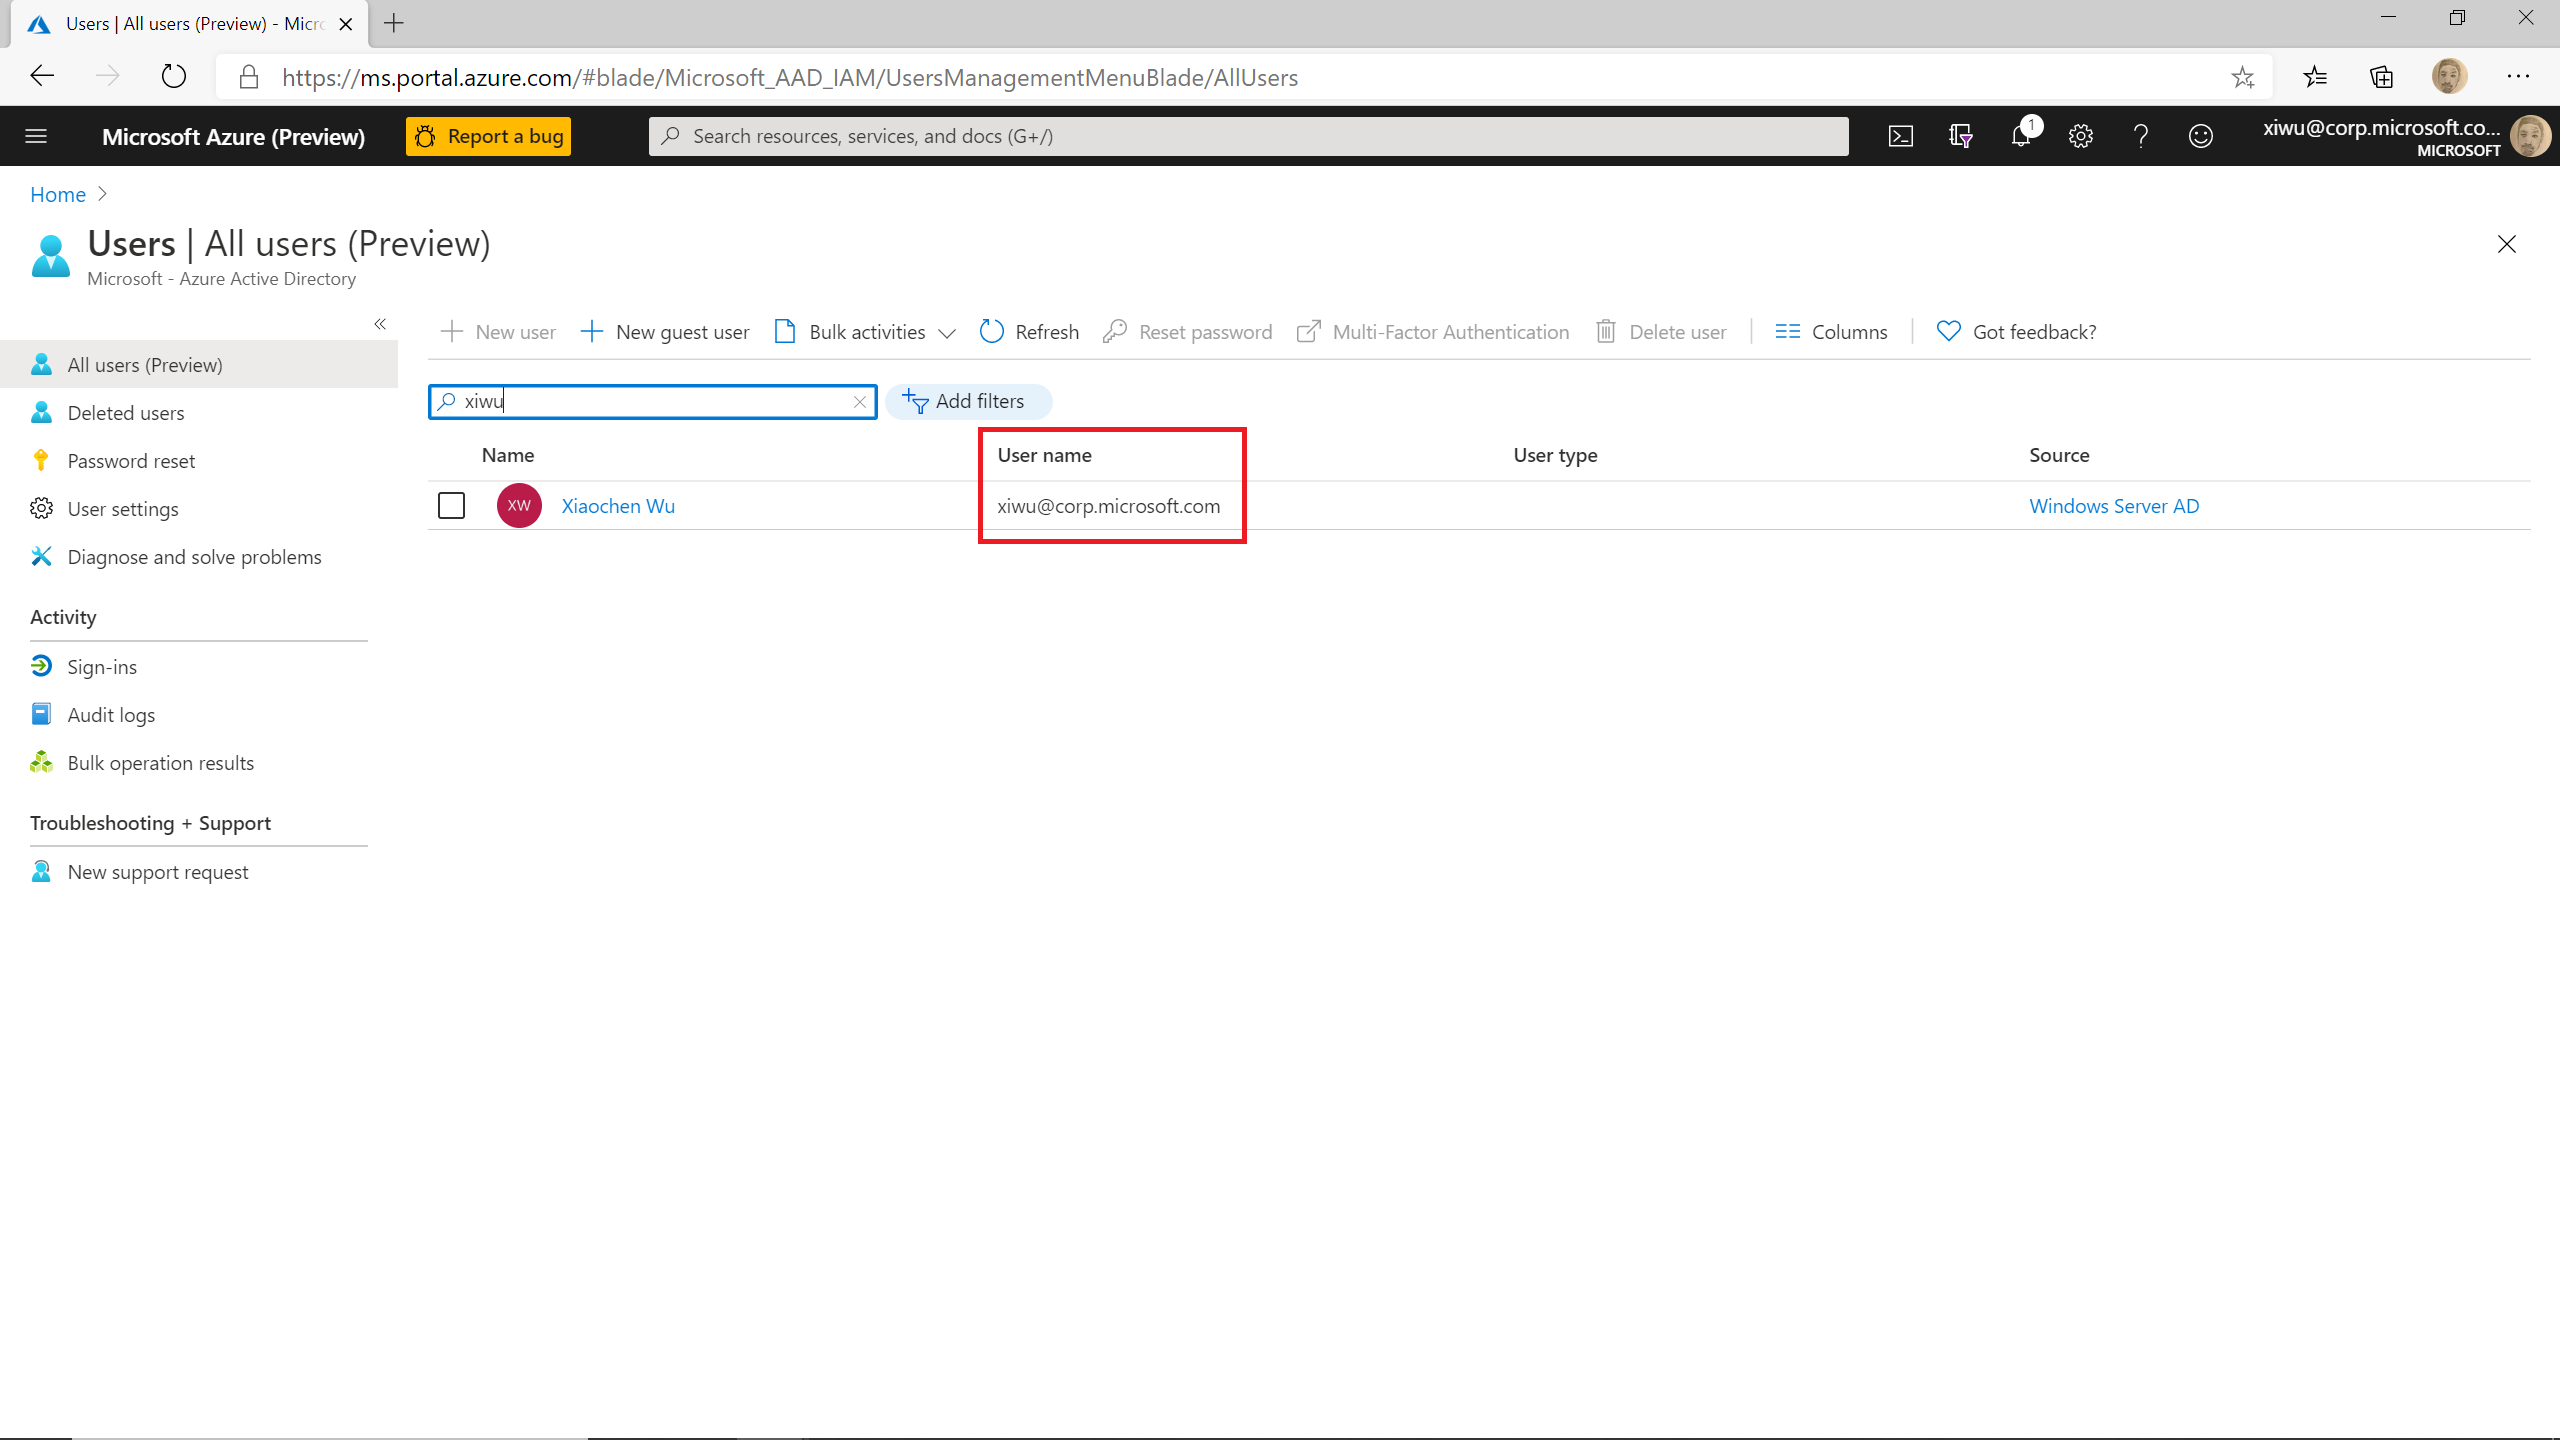 Users | All users (Preview) - Micr
https://ms.portal.azure.com/#blade/Microsoft_AAD_IAM/UsersManagementMenuBlade/AllUsers
Microsoft Azure (Preview)
Report a bug
Search resources, services, and docs (G+/)
1
xiwu@corp.microsoft.co...
MICROSOFT
Home
Users | All users (Preview)
Microsoft - Azure Active Directory
All users (Preview)
Deleted users
Password reset
User settings
Diagnose and solve problems
Activity
Sign-ins
Audit logs
Bulk operation results
Troubleshooting + Support
New support request
New user
New guest user
Bulk activities
Refresh
Reset password
Multi-Factor Authentication
Delete user
Columns
Got feedback?
xiwu
Add filters
Name User name User type Source
XW Xiaochen Wu xiwu@corp.microsoft.com Windows Server AD